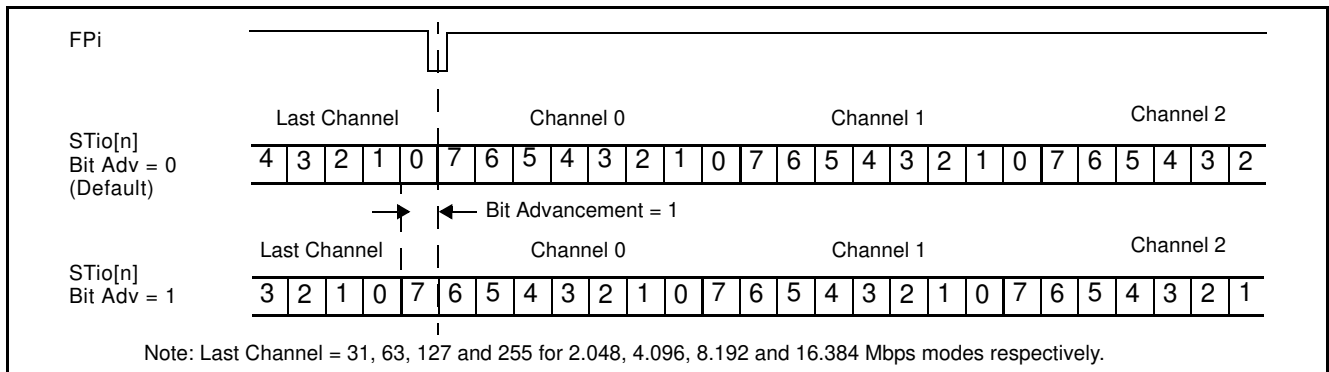 FPi
Last Channel Channel 0 Channel 1 Channel 2
STio[n]
Bit Adv = 0
(Default)
4 3 2 1 0 7 6 5 4 3 2 1 0 7 6 5 4 3 2 1 0 7 6 5 4 3 2
Bit Advancement = 1
Last Channel Channel 0 Channel 1 Channel 2
STio[n]
Bit Adv = 1
3 2 1 0 7 6 5 4 3 2 1 0 7 6 5 4 3 2 1 0 7 6 5 4 3 2 1
Note: Last Channel = 31, 63, 127 and 255 for 2.048, 4.096, 8.192 and 16.384 Mbps modes respectively.